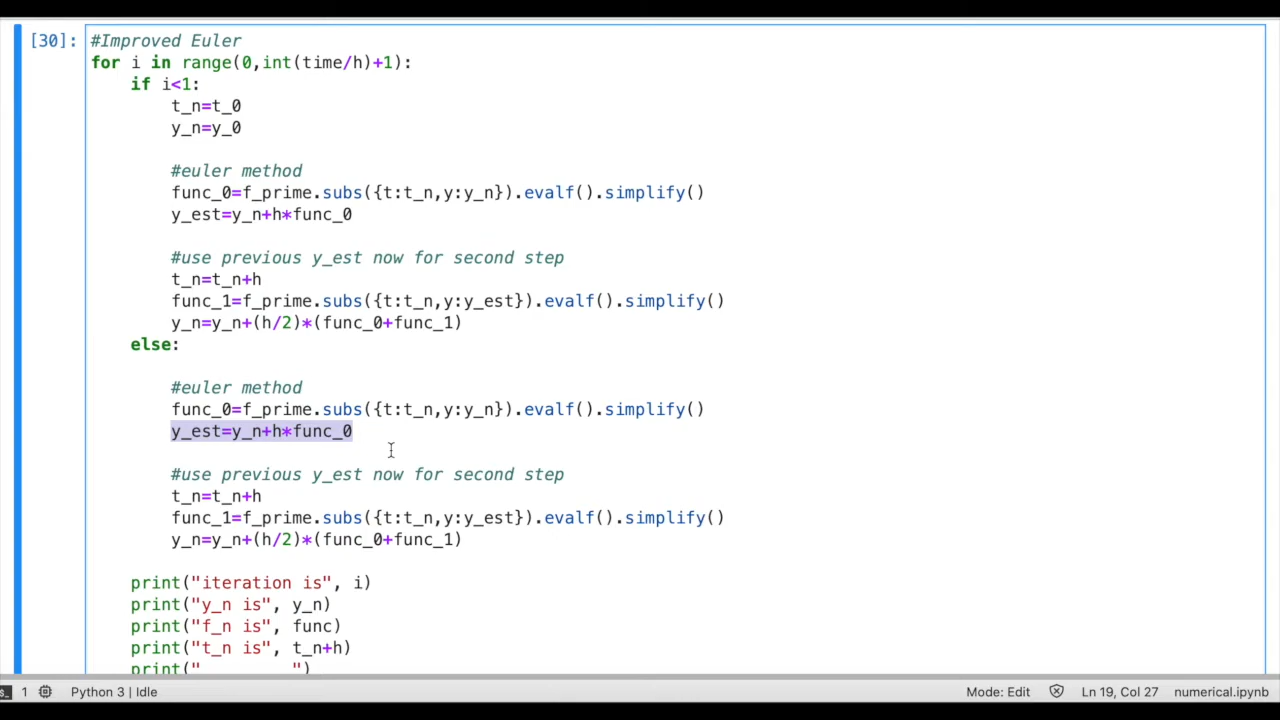 [30]: #Improved Euler
for i in range(0,int(time/h)+1):
    if i<1:
        t_n=t_0
        y_n=y_0

        #euler method
        func_0=f_prime.subs({t:t_n,y:y_n}).evalf().simplify()
        y_est=y_n+h*func_0

        #use previous y_est now for second step
        t_n=t_n+h
        func_1=f_prime.subs({t:t_n,y:y_est}).evalf().simplify()
        y_n=y_n+(h/2)*(func_0+func_1)
    else:

        #euler method
        func_0=f_prime.subs({t:t_n,y:y_n}).evalf().simplify()
        y_est=y_n+h*func_0

        #use previous y_est now for second step
        t_n=t_n+h
        func_1=f_prime.subs({t:t_n,y:y_est}).evalf().simplify()
        y_n=y_n+(h/2)*(func_0+func_1)

    print("iteration is", i)
    print("y_n is", y_n)
    print("f_n is", func)
    print("t_n is", t_n+h)
    print("         ")
1 Python 3 | Idle Mode: Edit Ln 19, Col 27 numerical.ipynb